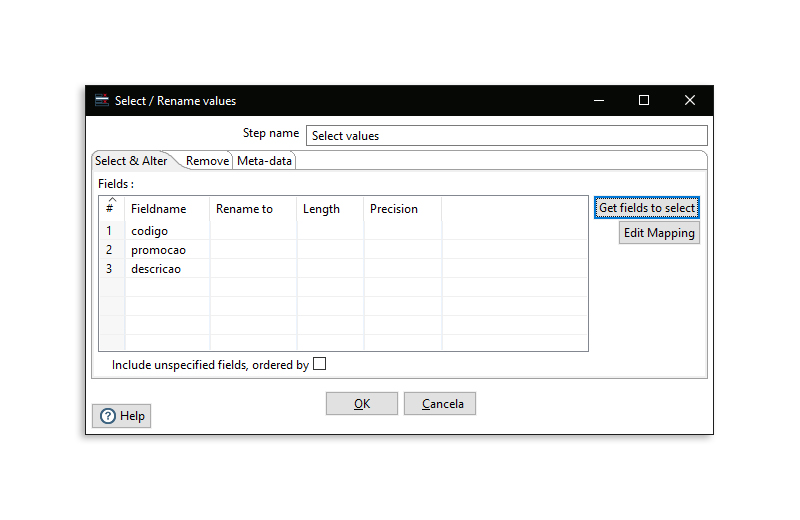 Select / Rename values
Step name Select values
Select & Alter Remove Meta-data
Fields :
# Fieldname Rename to Length Precision
1 codigo
2 promocao
3 descricao
Get fields to select
Edit Mapping
Include unspecified fields, ordered by
OK Cancela
Help